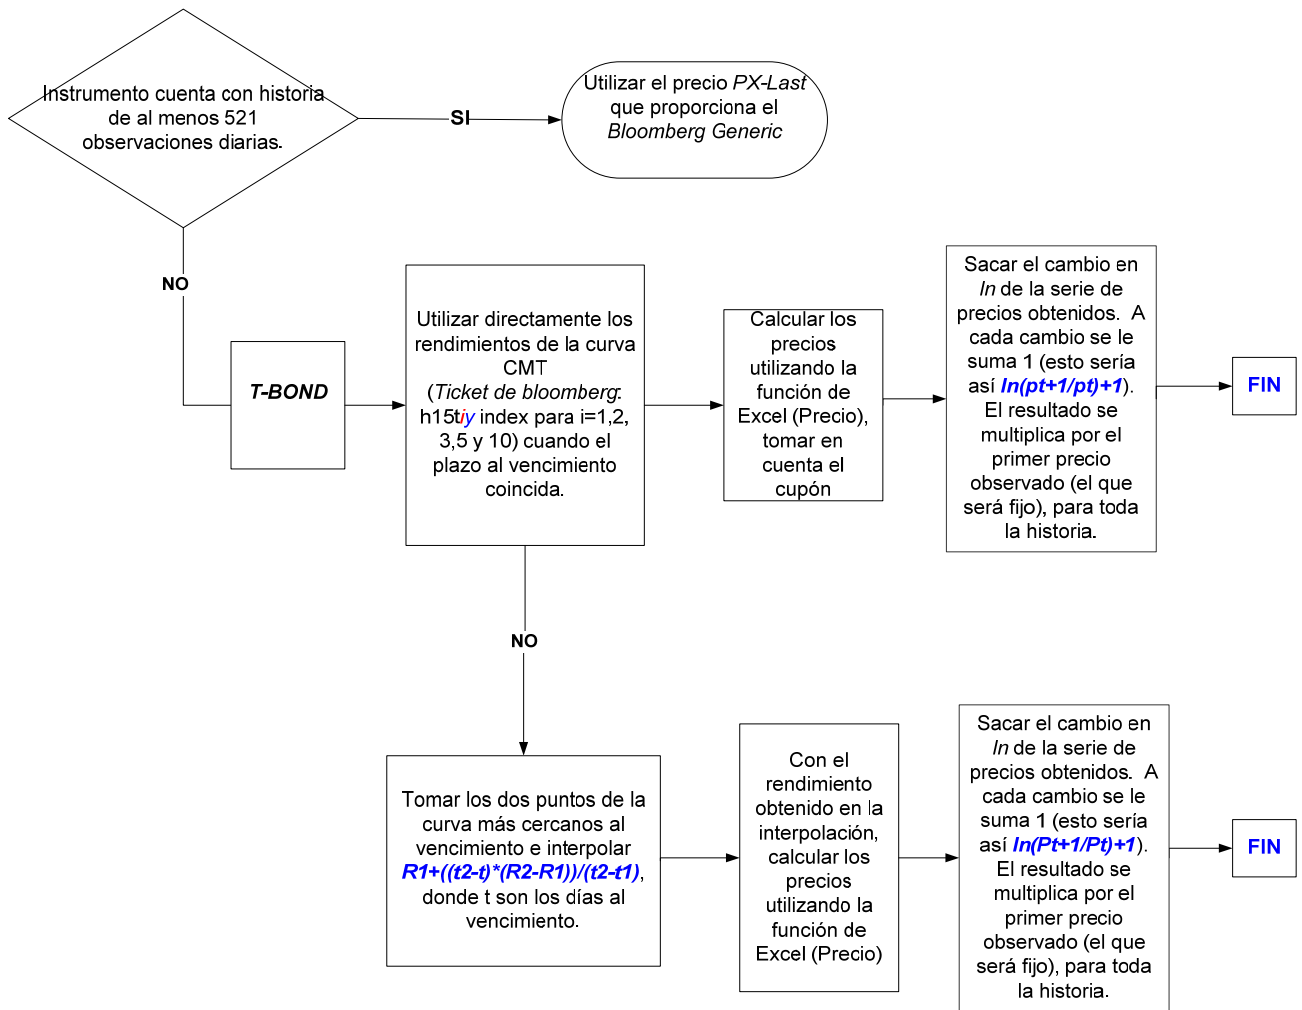 Instrumento cuenta con historia
de al menos 521
observaciones diarias.
SI
Utilizar el precio PX-Last
que proporciona el
Bloomberg Generic
NO
T-BOND
Utilizar directamente los
rendimientos de la curva
CMT
(Ticket de bloomberg:
h15tiy index para i=1,2,
3,5 y 10) cuando el
plazo al vencimiento
coincida.
Calcular los
precios
utilizando la
función de
Excel (Precio),
tomar en
cuenta el
cupón
Sacar el cambio en
ln de la serie de
precios obtenidos. A
cada cambio se le
suma 1 (esto sería
así ln(pt+1/pt)+1).
El resultado se
multiplica por el
primer precio
observado (el que
será fijo), para toda
la historia.
FIN
NO
Tomar los dos puntos de la
curva más cercanos al
vencimiento e interpolar
R1+((t2-t)*(R2-R1))/(t2-t1),
donde t son los días al
vencimiento.
Con el
rendimiento
obtenido en la
interpolación,
calcular los
precios
utilizando la
función de
Excel (Precio)
Sacar el cambio en
ln de la serie de
precios obtenidos. A
cada cambio se le
suma 1 (esto sería
así ln(Pt+1/Pt)+1).
El resultado se
multiplica por el
primer precio
observado (el que
será fijo), para toda
la historia.
FIN